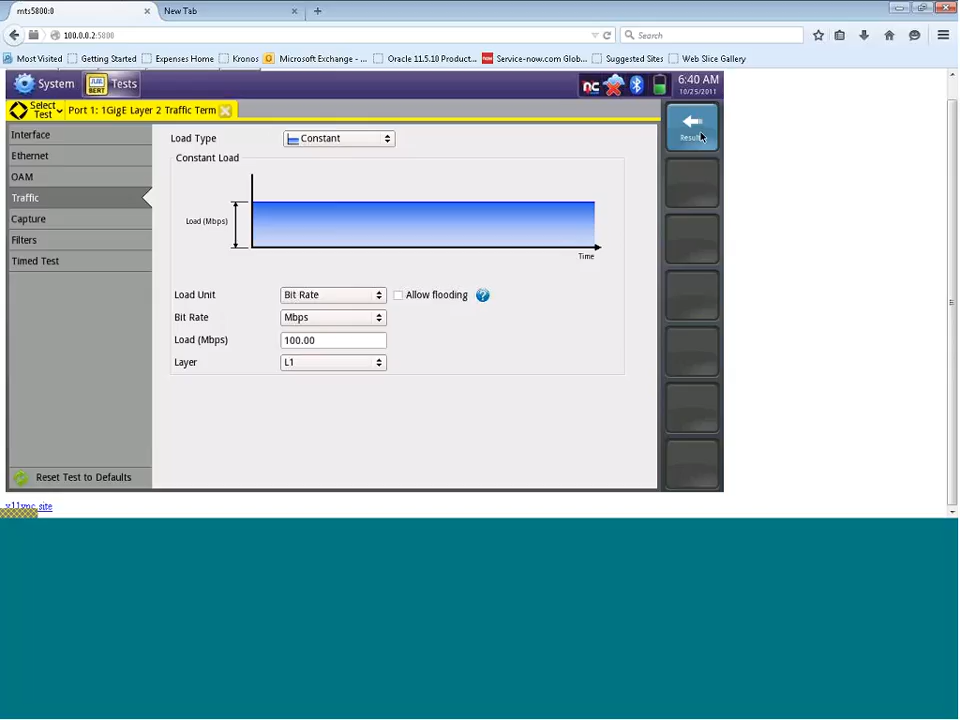 mts5800:0
New Tab
100.0.0.2:5800
Search
Most Visited
Getting Started
Expenses Home
Kronos
Microsoft Exchange - ...
Oracle 11.5.10 Product...
Service-now.com Glob...
Suggested Sites
Web Slice Gallery
System
Tests
BERT
nc
6:40 AM
10/25/2011
Select
Test
Port 1: 1GigE Layer 2 Traffic Term
Interface
Ethernet
OAM
Traffic
Capture
Filters
Timed Test
Reset Test to Defaults
Load Type
Constant
Constant Load
Load (Mbps)
Time
Load Unit
Bit Rate
Allow flooding
?
Bit Rate
Mbps
Load (Mbps)
100.00
Layer
L1
site